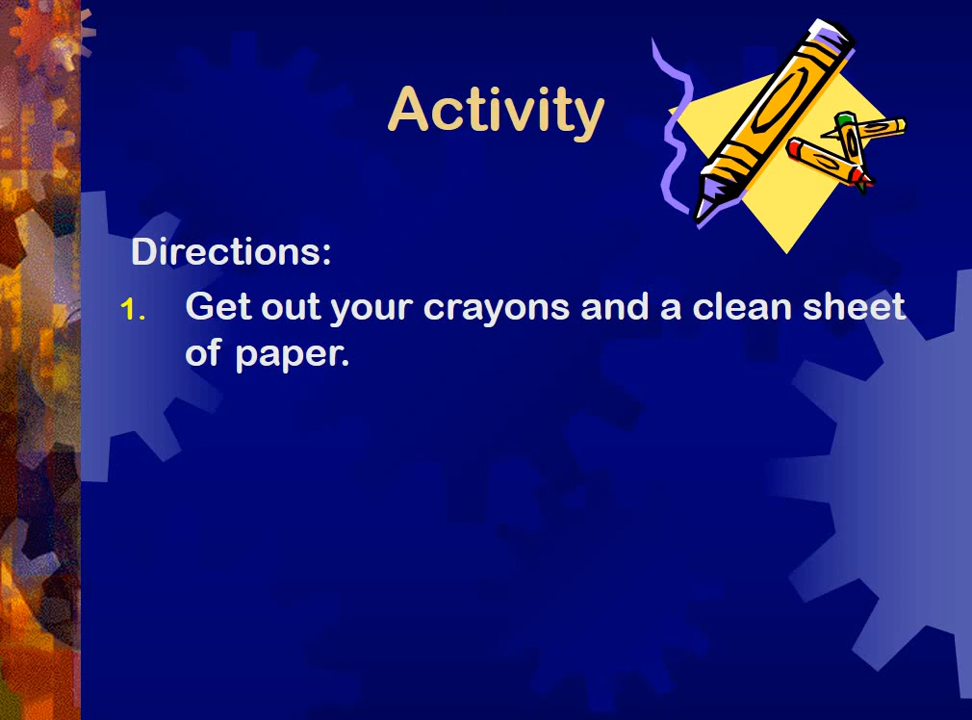 Activity
Directions:
1. Get out your crayons and a clean sheet
of paper.